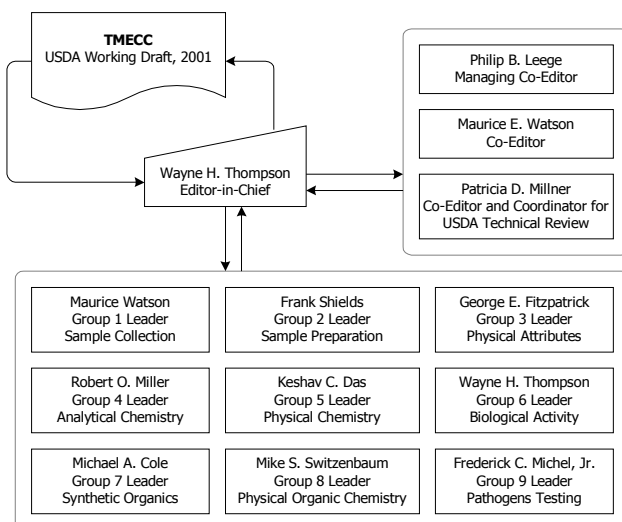 TMECC
USDA Working Draft, 2001
Philip B. Leege
Managing Co-Editor
Maurice E. Watson
Co-Editor
Wayne H. Thompson
Editor-in-Chief
Patricia D. Millner
Co-Editor and Coordinator for
USDA Technical Review
Maurice Watson
Group 1 Leader
Sample Collection
Frank Shields
Group 2 Leader
Sample Preparation
George E. Fitzpatrick
Group 3 Leader
Physical Attributes
Robert O. Miller
Group 4 Leader
Analytical Chemistry
Keshav C. Das
Group 5 Leader
Physical Chemistry
Wayne H. Thompson
Group 6 Leader
Biological Activity
Michael A. Cole
Group 7 Leader
Synthetic Organics
Mike S. Switzenbaum
Group 8 Leader
Physical Organic Chemistry
Frederick C. Michel, Jr.
Group 9 Leader
Pathogens Testing